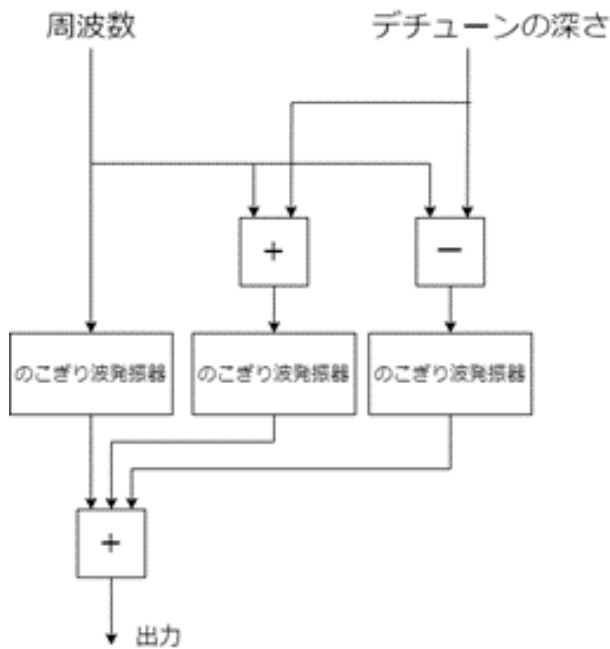 周波数
デチューンの深さ
+
−
のこぎり波発振器
のこぎり波発振器
のこぎり波発振器
+
出力